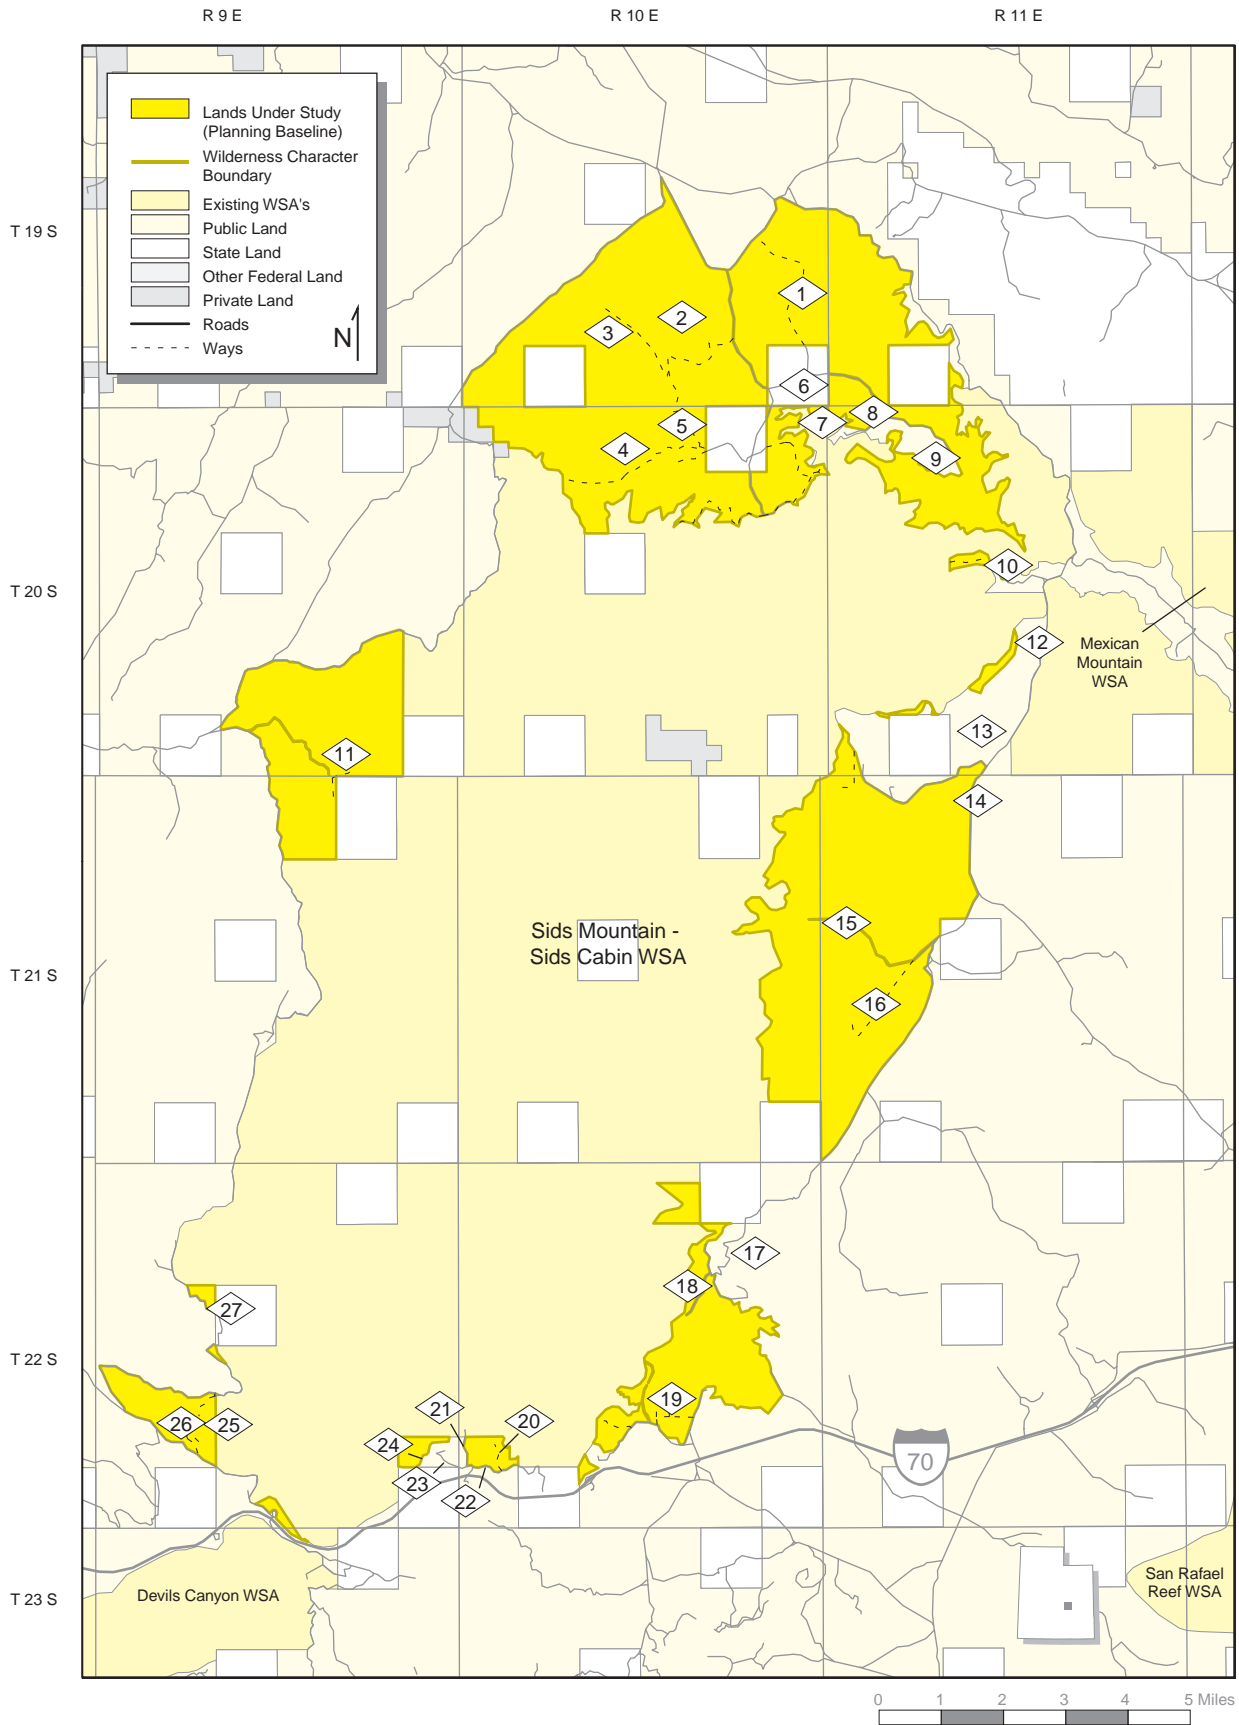 R 9 E
R 10 E
R 11 E
Lands Under Study
(Planning Baseline)
Wilderness Character
Boundary
Existing WSA's
Public Land
State Land
Other Federal Land
Private Land
Roads
Ways
N
T 19 S
T 20 S
T 21 S
T 22 S
T 23 S
1
2
3
6
5
7
8
4
9
10
12
Mexican
Mountain
WSA
13
11
14
15
Sids Mountain -
Sids Cabin WSA
16
17
18
27
19
21
20
26
25
24
23
22
70
Devils Canyon WSA
San Rafael
Reef WSA
0 1 2 3 4 5 Miles